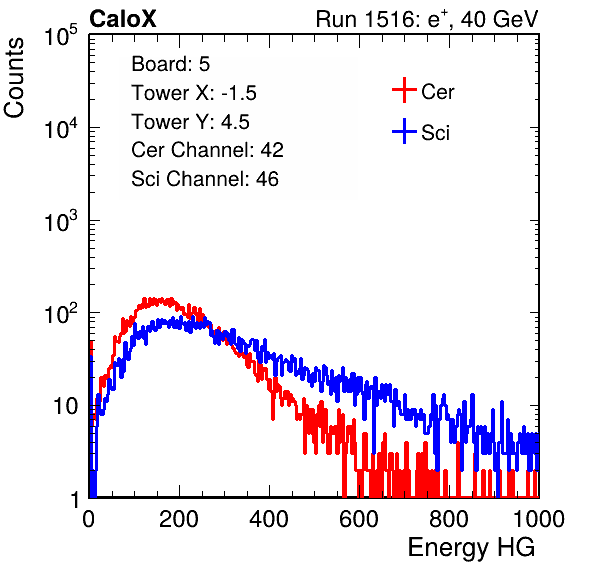 CaloX Run 1516: e⁺, 40 GeV
Counts
Board: 5
Tower X: -1.5
Tower Y: 4.5
Cer Channel: 42
Sci Channel: 46
Cer
Sci
10⁵
10⁴
10³
10²
10
1
0 200 400 600 800 1000
Energy HG